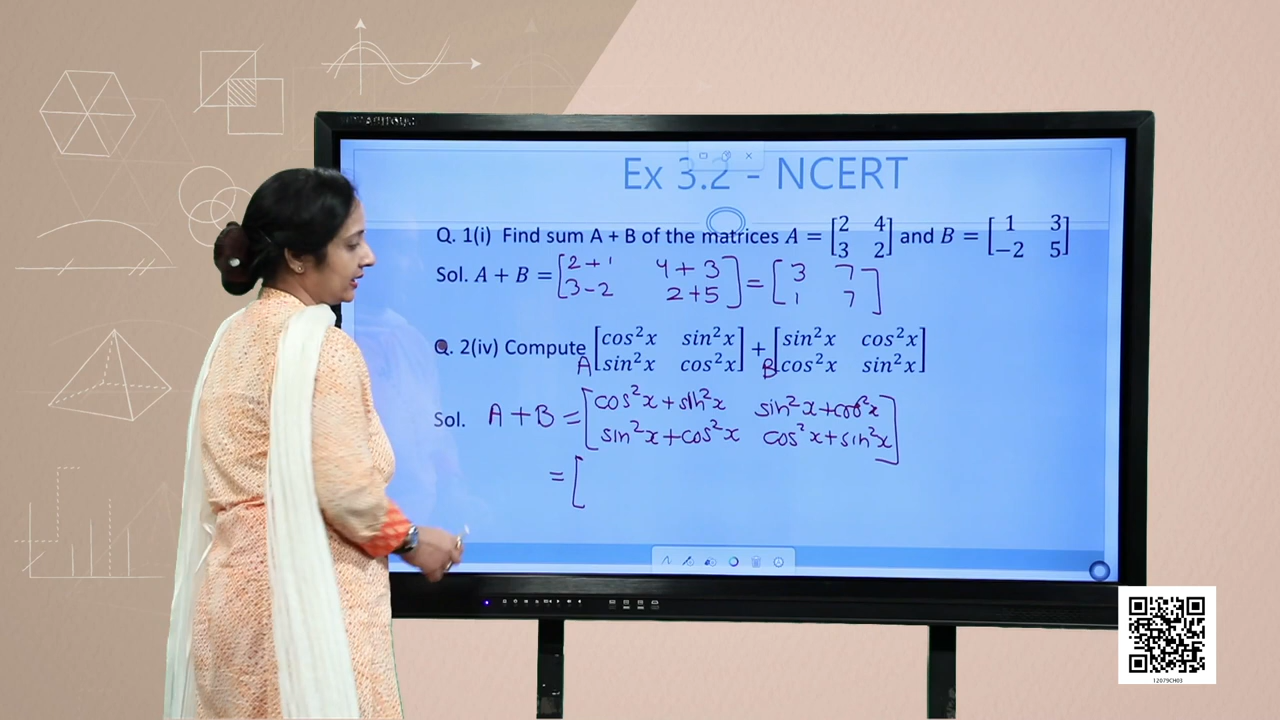 Ex 3.2 - NCERT
Q. 1(i) Find sum A + B of the matrices A = [2 4 and B = [1 3
3 2] −2 5]
Sol. A + B = [2+1 4+3 = [3 7
3-2 2+5] 1 7]
Q. 2(iv) Compute [cos²x sin²x + [sin²x cos²x
A sin²x cos²x] B cos²x sin²x]
Sol. A+B = [cos²x+sin²x sin²x+cos²x
sin²x+cos²x cos²x+sin²x]
= [
12079CH03